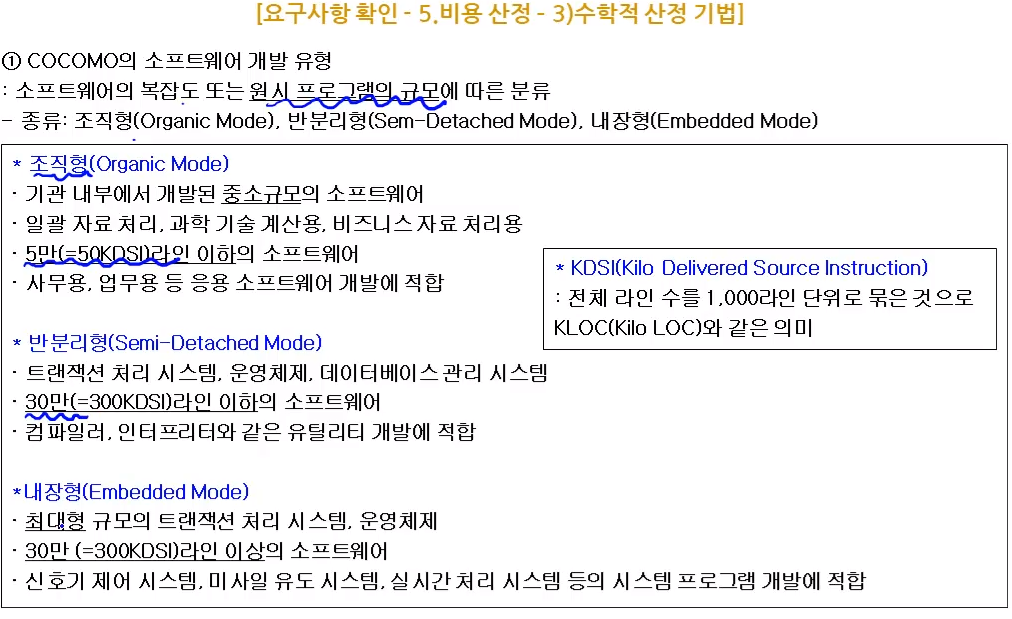 [요구사항 확인 - 5.비용 산정 - 3)수학적 산정 기법]
① COCOMO의 소프트웨어 개발 유형
: 소프트웨어의 복잡도 또는 원시 프로그램의 규모에 따른 분류
- 종류: 조직형(Organic Mode), 반분리형(Sem-Detached Mode), 내장형(Embedded Mode)
* 조직형(Organic Mode)
· 기관 내부에서 개발된 중소규모의 소프트웨어
· 일괄 자료 처리, 과학 기술 계산용, 비즈니스 자료 처리용
· 5만(=50KDSI)라인 이하의 소프트웨어
· 사무용, 업무용 등 응용 소프트웨어 개발에 적합
* KDSI(Kilo Delivered Source Instruction)
: 전체 라인 수를 1,000라인 단위로 묶은 것으로
KLOC(Kilo LOC)와 같은 의미
* 반분리형(Semi-Detached Mode)
· 트랜잭션 처리 시스템, 운영체제, 데이터베이스 관리 시스템
· 30만(=300KDSI)라인 이하의 소프트웨어
· 컴파일러, 인터프리터와 같은 유틸리티 개발에 적합
*내장형(Embedded Mode)
· 최대형 규모의 트랜잭션 처리 시스템, 운영체제
· 30만 (=300KDSI)라인 이상의 소프트웨어
· 신호기 제어 시스템, 미사일 유도 시스템, 실시간 처리 시스템 등의 시스템 프로그램 개발에 적합